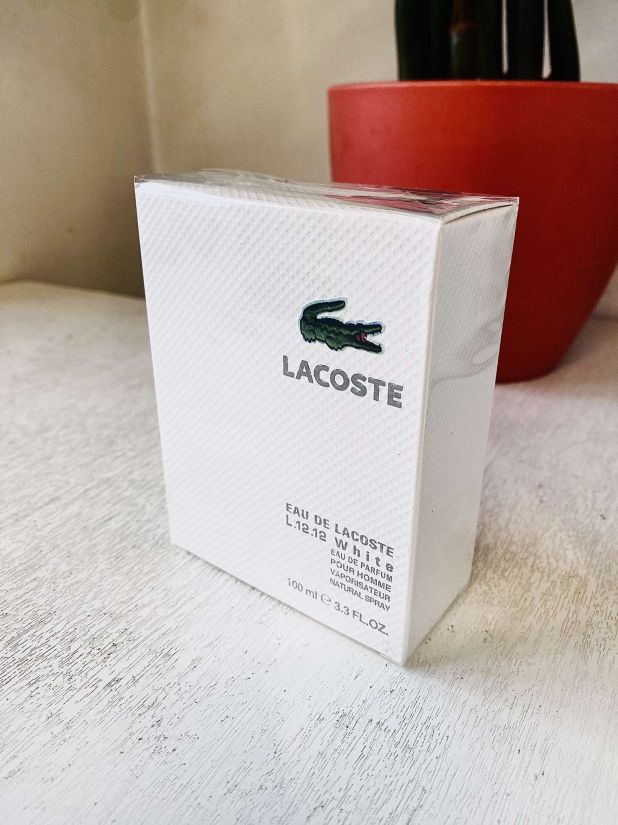 LACOSTE
EAU DE LACOSTE
L.12.12 White
EAU DE PARFUM
POUR HOMME
VAPORISATEUR
NATURAL SPRAY
100 ml ℮ 3.3 FL.OZ.